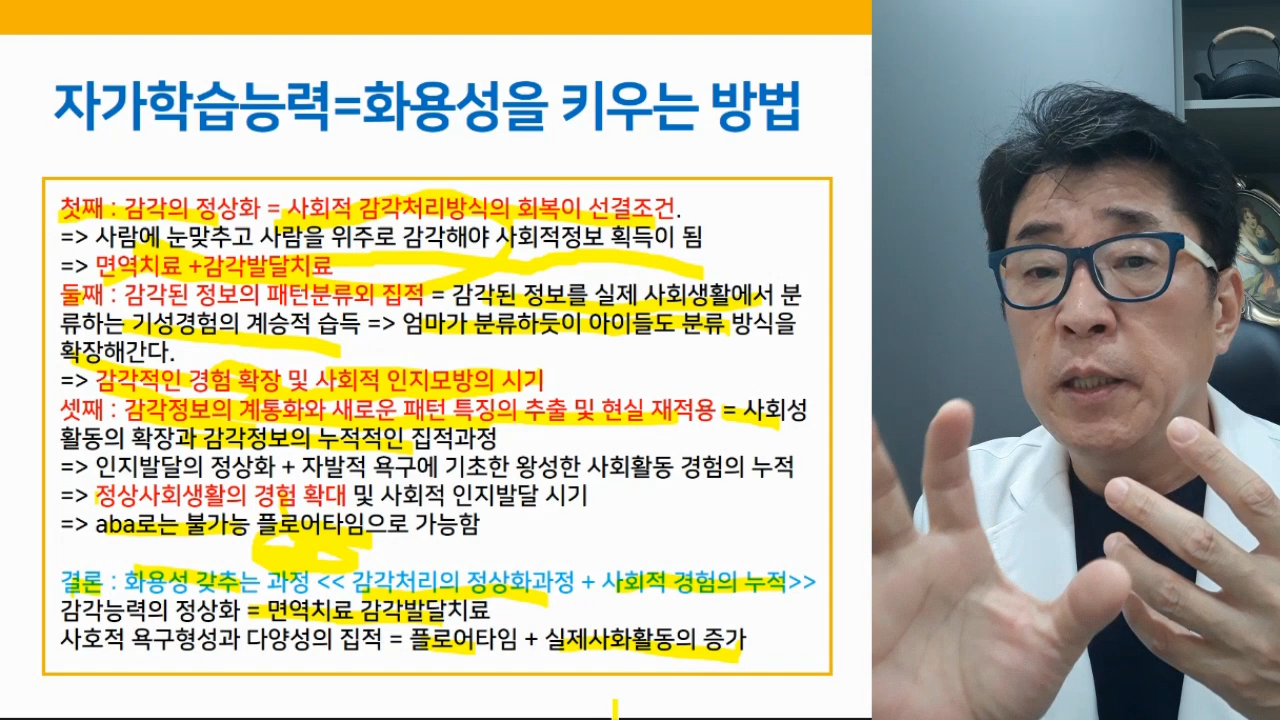 자가학습능력=화용성을 키우는 방법
첫째 : 감각의 정상화 = 사회적 감각처리방식의 회복이 선결조건.
=> 사람에 눈맞추고 사람을 위주로 감각해야 사회적정보 획득이 됨
=> 면역치료 +감각발달치료
둘째 : 감각된 정보의 패턴분류외 집적 = 감각된 정보를 실제 사회생활에서 분
류하는 기성경험의 계승적 습득 => 엄마가 분류하듯이 아이들도 분류 방식을
확장해간다.
=> 감각적인 경험 확장 및 사회적 인지모방의 시기
셋째 : 감각정보의 계통화와 새로운 패턴 특징의 추출 및 현실 재적용 = 사회성
활동의 확장과 감각정보의 누적적인 집적과정
=> 인지발달의 정상화 + 자발적 욕구에 기초한 왕성한 사회활동 경험의 누적
=> 정상사회생활의 경험 확대 및 사회적 인지발달 시기
=> aba로는 불가능 플로어타임으로 가능함
결론 : 화용성 갖추는 과정 << 감각처리의 정상화과정 + 사회적 경험의 누적>>
감각능력의 정상화 = 면역치료 감각발달치료
사호적 욕구형성과 다양성의 집적 = 플로어타임 + 실제사화활동의 증가